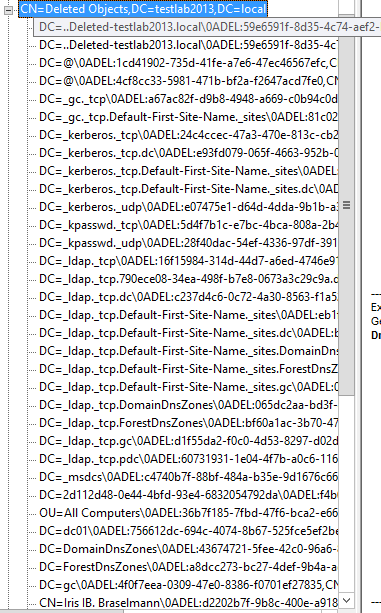 CN=Deleted Objects,DC=testlab2013,DC=local
DC=..Deleted-testlab2013.local\0ADEL:59e6591f-8d35-4c74-aef2-
DC=..Deleted-testlab2013.local\0ADEL:59e6591f-8d35-4c7
DC=@\0ADEL:1cd41902-735d-41fe-a7e6-47ec46567efc,C
DC=@\0ADEL:4cf8cc33-5981-471b-bf2a-f2647acd7fe0,CN
DC=_gc._tcp\0ADEL:a67ac82f-d9b8-4948-a669-c0b94c0d
DC=_gc._tcp.Default-First-Site-Name._sites\0ADEL:81c02
DC=_kerberos._tcp\0ADEL:24c4ccec-47a3-470e-813c-cb2
DC=_kerberos._tcp.dc\0ADEL:e93fd079-065f-4663-952b-0
DC=_kerberos._tcp.Default-First-Site-Name._sites\0ADEL:
DC=_kerberos._tcp.Default-First-Site-Name._sites.dc\0AD
DC=_kerberos._udp\0ADEL:e07475e1-d64d-4dda-9b1b-a
DC=_kpasswd._tcp\0ADEL:5d4f7b1c-e7bc-4bca-808a-2b4
DC=_kpasswd._udp\0ADEL:28f40dac-54ef-4336-97df-391
DC=_ldap._tcp\0ADEL:16f15984-314d-44d7-a6ed-4746e91
DC=_ldap._tcp.790ece08-34ea-498f-b7e8-0673a3c29c9a.d
DC=_ldap._tcp.dc\0ADEL:c237d4c6-0c72-4a30-8563-f1a5
DC=_ldap._tcp.Default-First-Site-Name._sites\0ADEL:eb1
DC=_ldap._tcp.Default-First-Site-Name._sites.dc\0ADEL:b
DC=_ldap._tcp.Default-First-Site-Name._sites.DomainDns
DC=_ldap._tcp.Default-First-Site-Name._sites.ForestDnsZ
DC=_ldap._tcp.Default-First-Site-Name._sites.gc\0ADEL:0
DC=_ldap._tcp.DomainDnsZones\0ADEL:065dc2aa-bd3f-
DC=_ldap._tcp.ForestDnsZones\0ADEL:bf60a1ac-3b70-47
DC=_ldap._tcp.gc\0ADEL:d1f55da2-f0c0-4d53-8297-d02d
DC=_ldap._tcp.pdc\0ADEL:60731931-1e04-4f7b-a0c6-116
DC=_msdcs\0ADEL:c4740b7f-88bf-484a-b35e-9d1676c66
DC=2d112d48-0e44-4bfd-93e4-6832054792da\0ADEL:f4b
OU=All Computers\0ADEL:36b7f185-7fbd-47f6-bca2-e66
DC=dc01\0ADEL:756612dc-694c-4074-8b67-525fce5ef2be
DC=DomainDnsZones\0ADEL:43674721-5fee-42c0-96a6-
DC=ForestDnsZones\0ADEL:a8dcc273-bc27-4def-9b4a-a
DC=gc\0ADEL:4f0f7eea-0309-47e0-8386-f0701ef27835,CN
CN=Iris IB. Braselmann\0ADEL:d2202b7f-9b8c-400e-a918
Ex
Ge